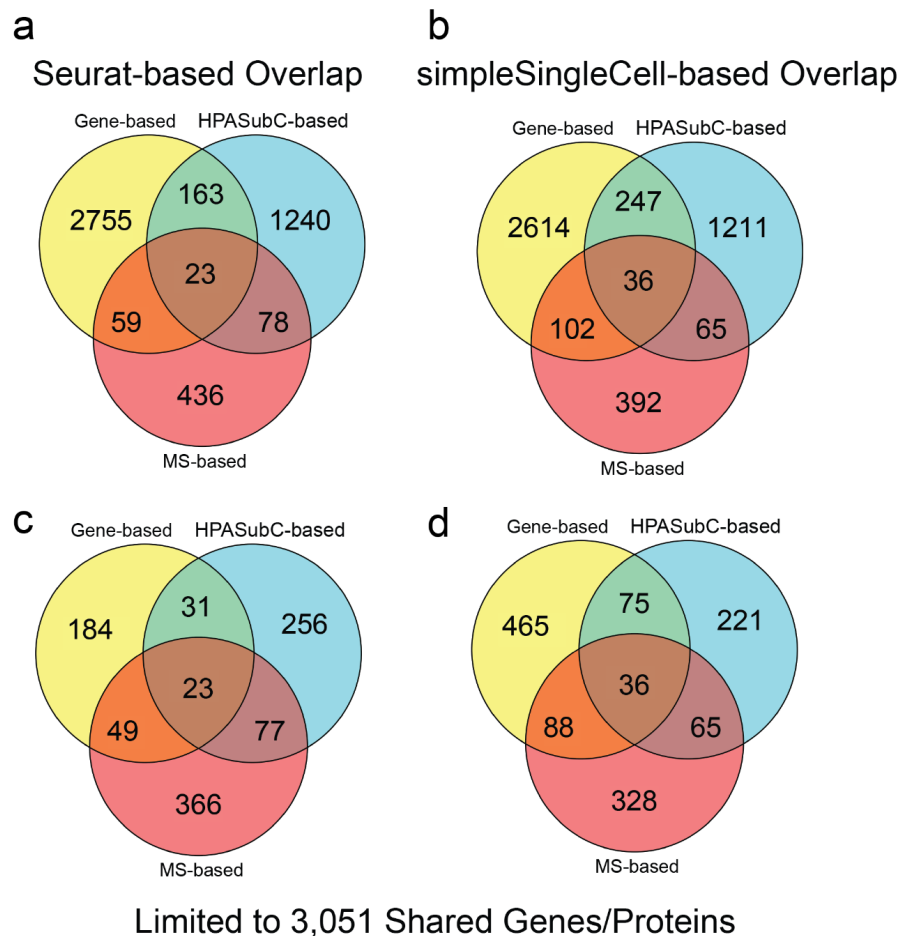 a
Seurat-based Overlap
Gene-based
HPASubC-based
2755
163
1240
23
59
78
436
MS-based
b
simpleSingleCell-based Overlap
Gene-based
HPASubC-based
2614
247
1211
36
102
65
392
MS-based
c
Gene-based
HPASubC-based
184
31
256
23
49
77
366
MS-based
d
Gene-based
HPASubC-based
465
75
221
36
88
65
328
MS-based
Limited to 3,051 Shared Genes/Proteins